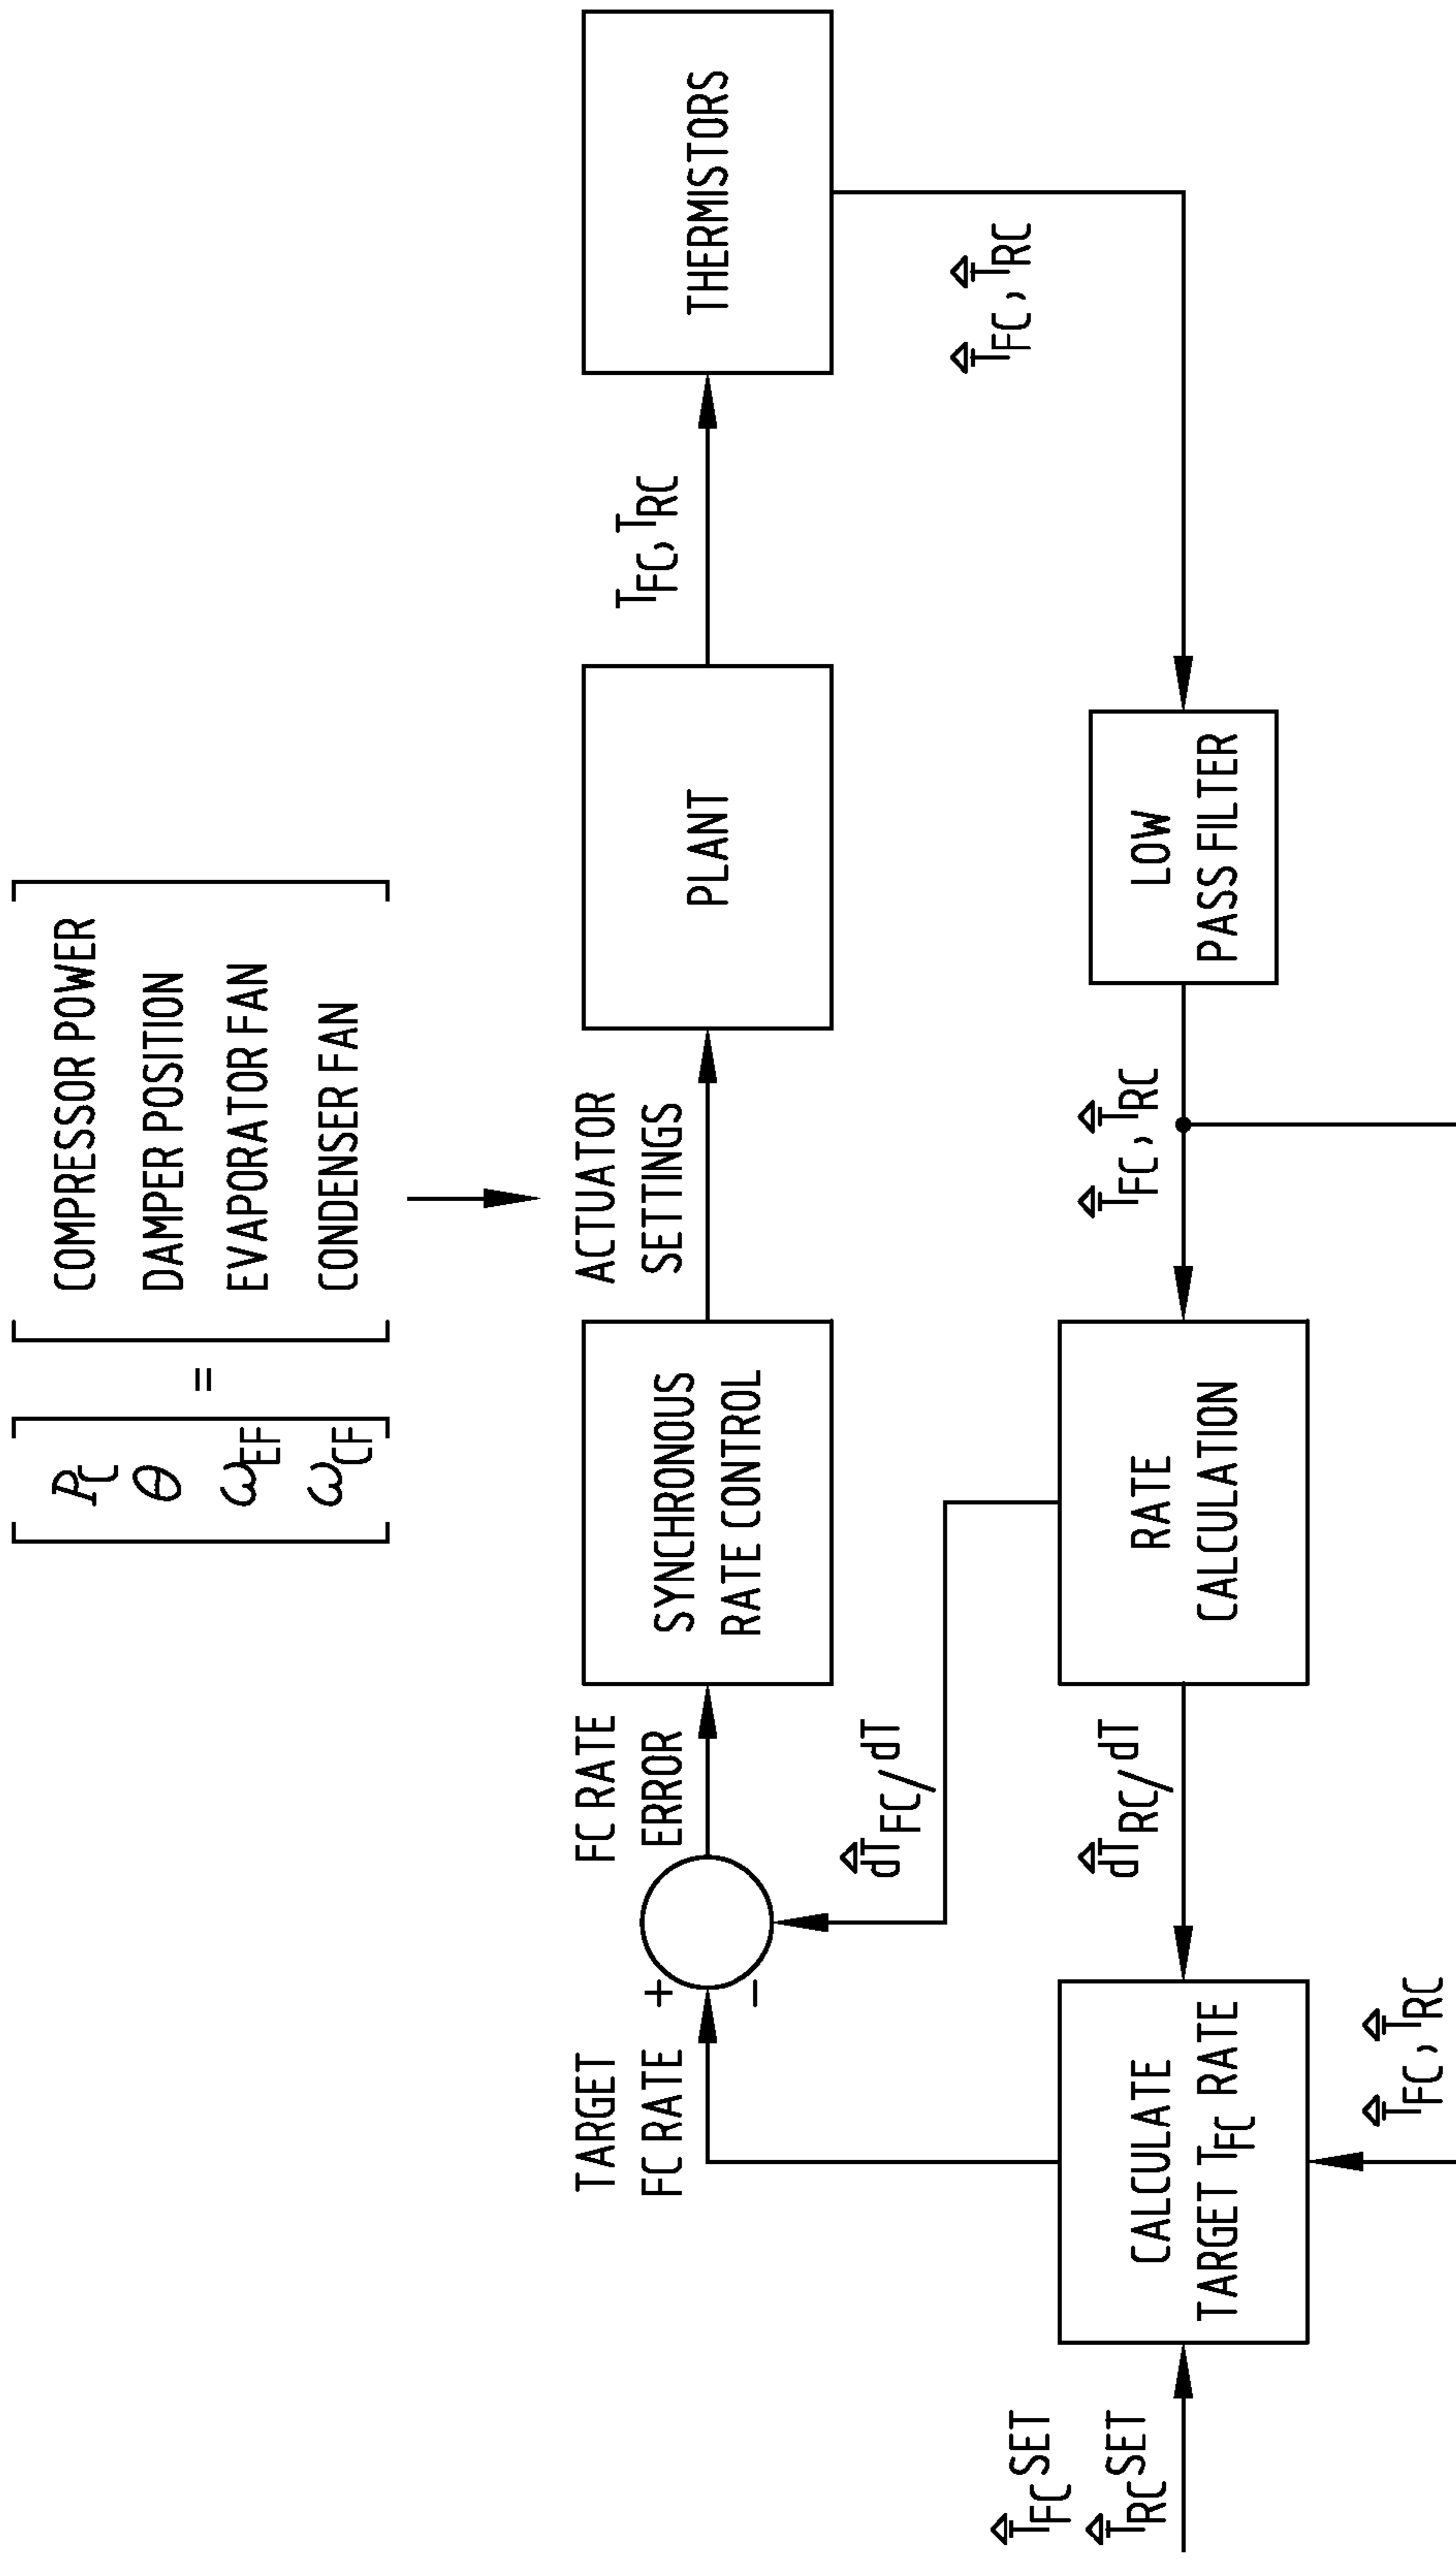 P_C
θ
ω_EF
ω_CF
=
COMPRESSOR POWER
DAMPER POSITION
EVAPORATOR FAN
CONDENSER FAN
TARGET
FC RATE
+
−
FC RATE
ERROR
SYNCHRONOUS
RATE CONTROL
ACTUATOR
SETTINGS
PLANT
T_FC, T_RC
THERMISTORS
T̂_FC, T̂_RC
dT̂_FC/dT
T̂_FC SET
T̂_RC SET
CALCULATE
TARGET T_FC RATE
dT̂_RC/dT
RATE
CALCULATION
T̂_FC, T̂_RC
LOW
PASS FILTER
T̂_FC, T̂_RC